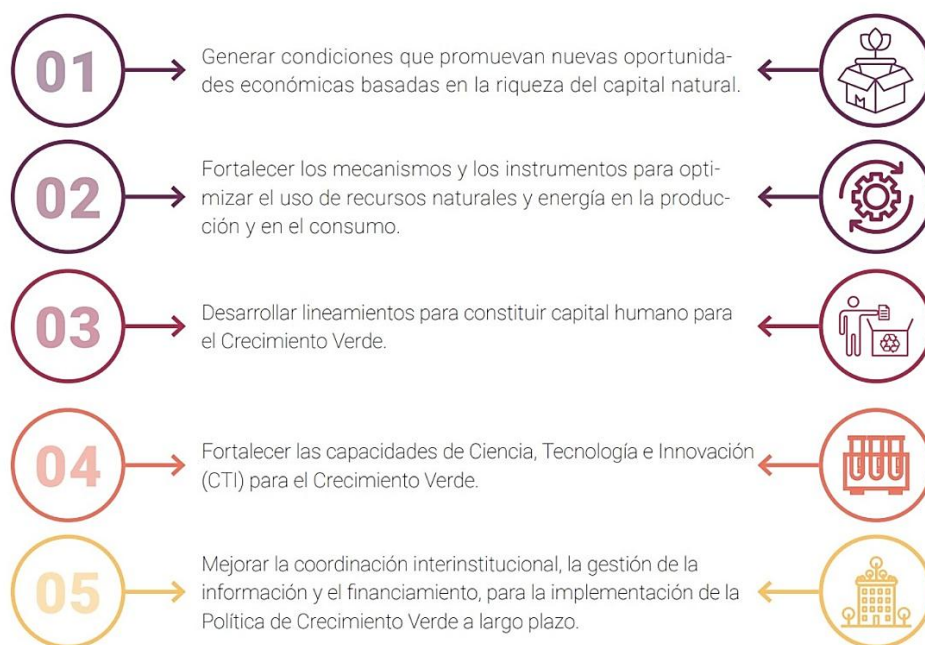 01
Generar condiciones que promuevan nuevas oportunida-
des económicas basadas en la riqueza del capital natural.
M
02
Fortalecer los mecanismos y los instrumentos para opti-
mizar el uso de recursos naturales y energía en la produc-
ción y en el consumo.
03
Desarrollar lineamientos para constituir capital humano para
el Crecimiento Verde.
04
Fortalecer las capacidades de Ciencia, Tecnología e Innovación
(CTI) para el Crecimiento Verde.
05
Mejorar la coordinación interinstitucional, la gestión de la
información y el financiamiento, para la implementación de la
Política de Crecimiento Verde a largo plazo.